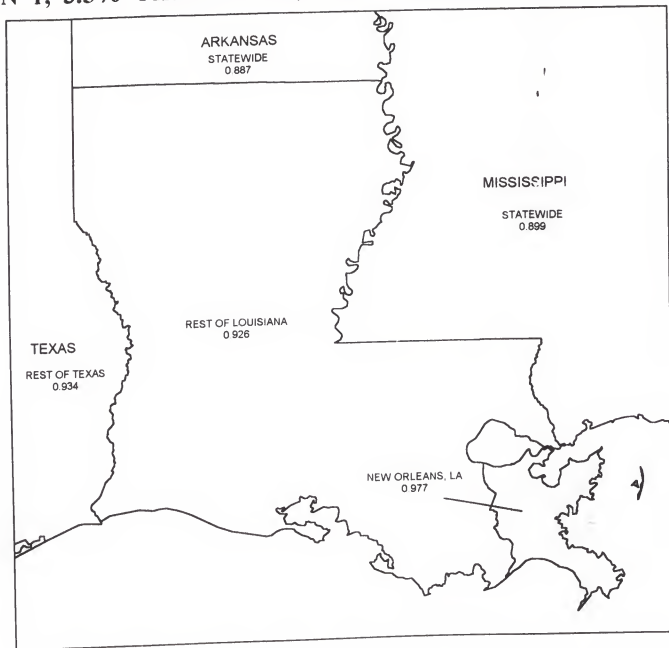 ARKANSAS
STATEWIDE
0.887
MISSISSIPPI
STATEWIDE
0.899
REST OF LOUISIANA
0.926
TEXAS
REST OF TEXAS
0.934
NEW ORLEANS, LA
0.977